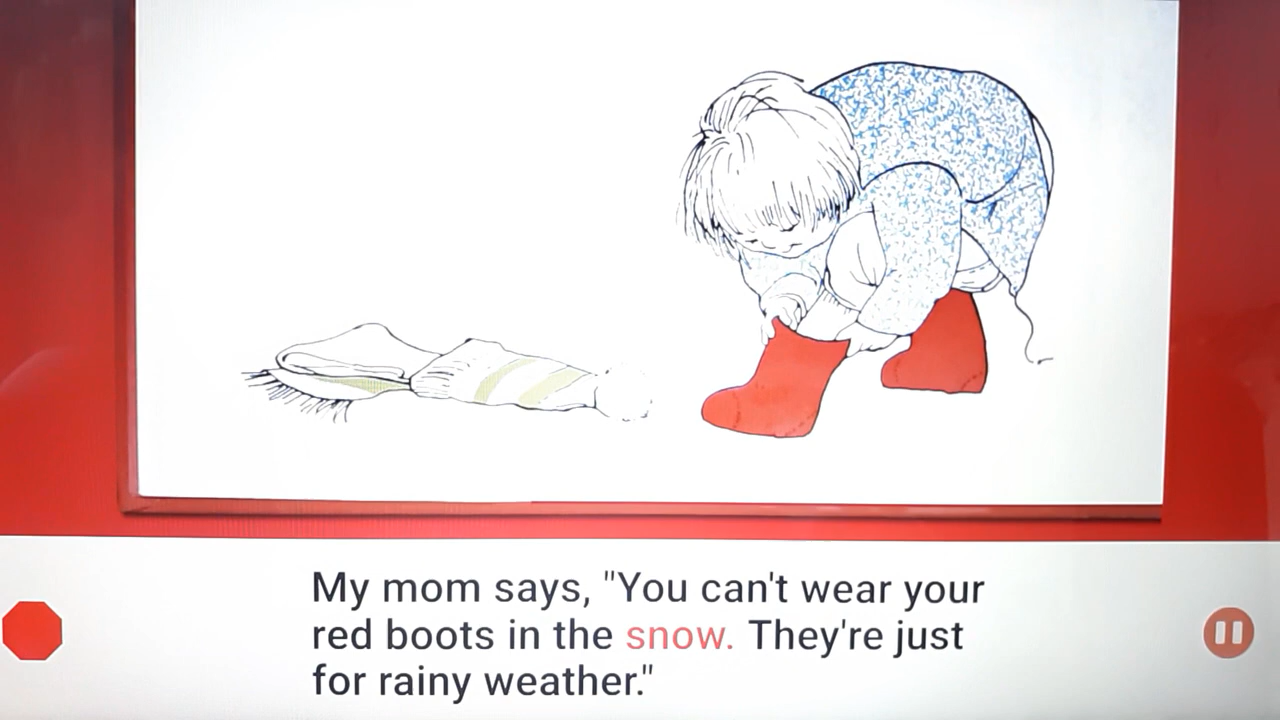 My mom says, "You can't wear your
red boots in the snow. They're just
for rainy weather."